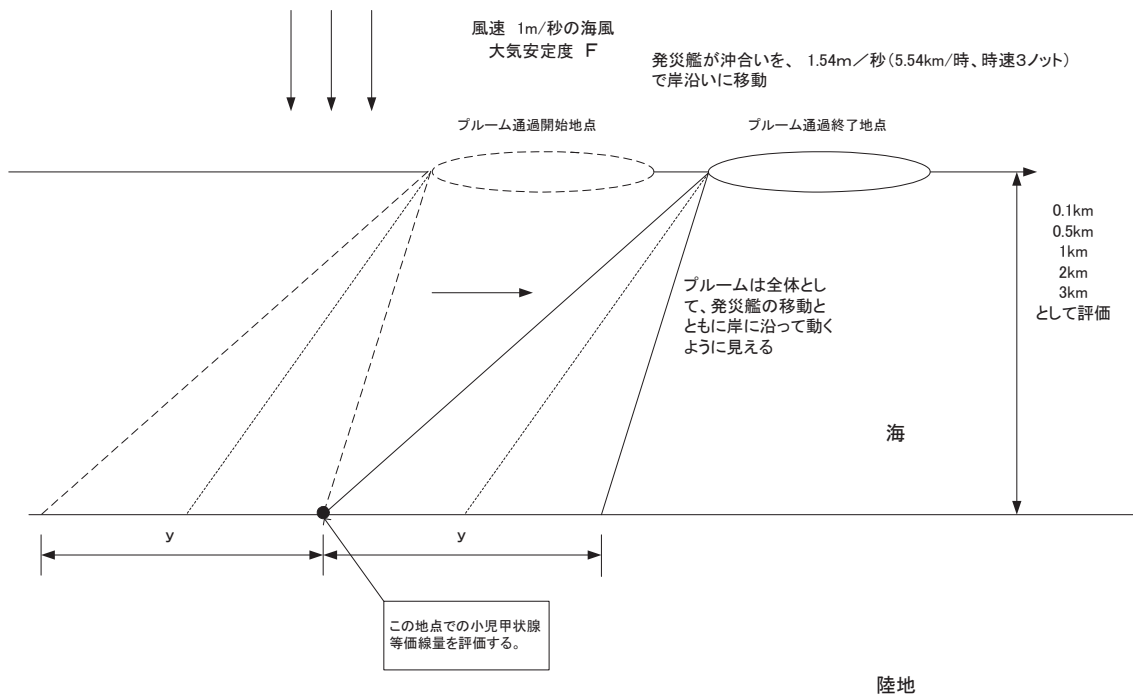 風速 1m/秒の海風
大気安定度 F
発災艦が沖合いを、 1.54m/秒(5.54km/時、時速3ノット)
で岸沿いに移動
プルーム通過開始地点
プルーム通過終了地点
0.1km
0.5km
1km
2km
3km
として評価
プルームは全体とし
て、発災艦の移動と
ともに岸に沿って動く
ように見える
海
y
y
この地点での小児甲状腺
等価線量を評価する。
陸地